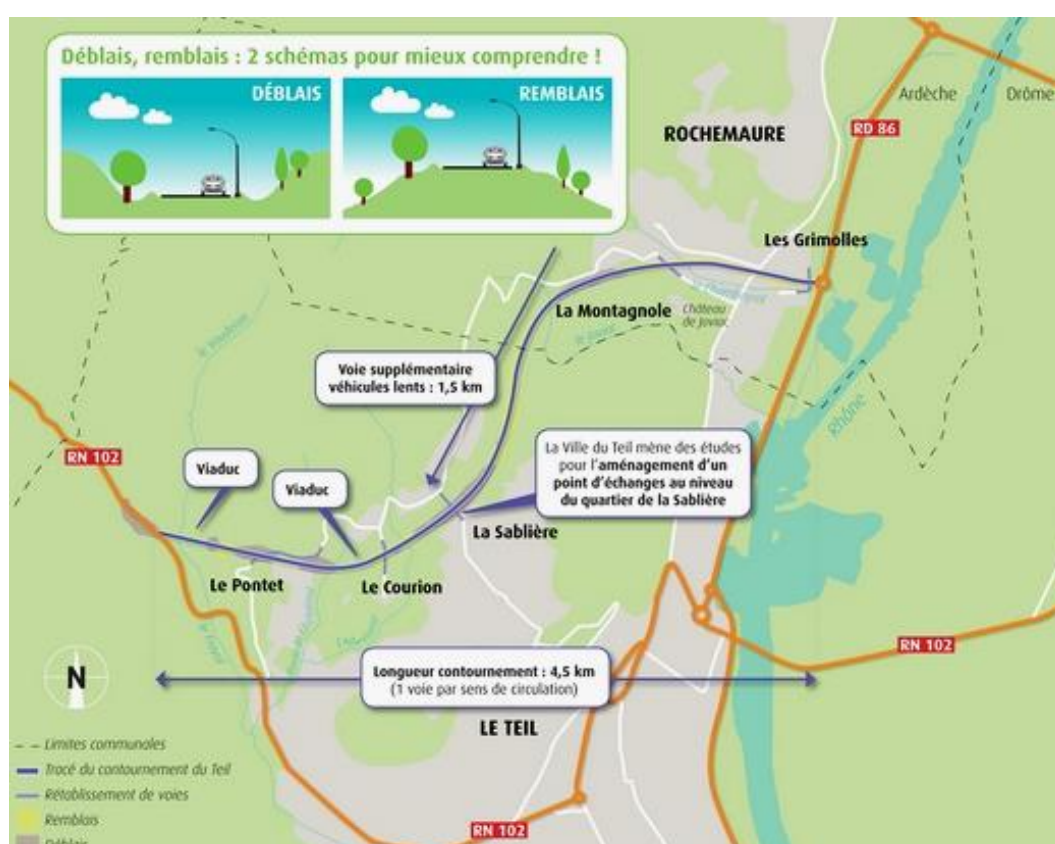 Déblais, remblais : 2 schémas pour mieux comprendre !
DÉBLAIS
REMBLAIS
Ardèche
Drôme
ROCHEMAURE
RD 86
Les Grimolles
La Montagnole
Château
de Joviac
Rhône
Voie supplémentaire
véhicules lents : 1,5 km
RN 102
Viaduc
Viaduc
La Ville du Teil mène des études
pour l'aménagement d'un
point d'échanges au niveau
du quartier de la Sablière
La Sablière
Le Pontet
Le Courion
RN 102
N
Longueur contournement : 4,5 km
(1 voie par sens de circulation)
LE TEIL
Limites communales
Tracé du contournement du Teil
Rétablissement de voies
Remblais
Déblais
RN 102